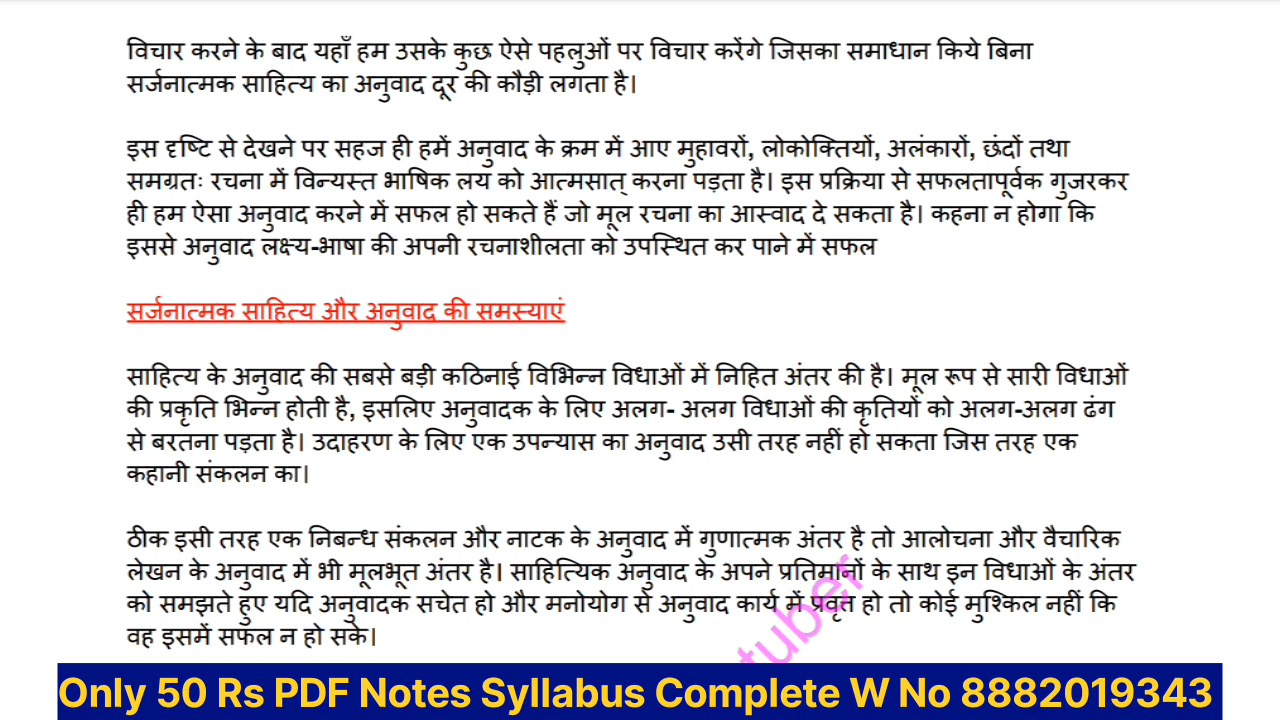 विचार करने के बाद यहाँ हम उसके कुछ ऐसे पहलुओं पर विचार करेंगे जिसका समाधान किये बिना
सर्जनात्मक साहित्य का अनुवाद दूर की कौड़ी लगता है।
इस दृष्टि से देखने पर सहज ही हमें अनुवाद के क्रम में आए मुहावरों, लोकोक्तियों, अलंकारों, छंदों तथा
समग्रतः रचना में विन्यस्त भाषिक लय को आत्मसात् करना पड़ता है। इस प्रक्रिया से सफलतापूर्वक गुजरकर
ही हम ऐसा अनुवाद करने में सफल हो सकते हैं जो मूल रचना का आस्वाद दे सकता है। कहना न होगा कि
इससे अनुवाद लक्ष्य-भाषा की अपनी रचनाशीलता को उपस्थित कर पाने में सफल
सर्जनात्मक साहित्य और अनुवाद की समस्याएं
साहित्य के अनुवाद की सबसे बड़ी कठिनाई विभिन्न विधाओं में निहित अंतर की है। मूल रूप से सारी विधाओं
की प्रकृति भिन्न होती है, इसलिए अनुवादक के लिए अलग- अलग विधाओं की कृतियों को अलग-अलग ढंग
से बरतना पड़ता है। उदाहरण के लिए एक उपन्यास का अनुवाद उसी तरह नहीं हो सकता जिस तरह एक
कहानी संकलन का।
ठीक इसी तरह एक निबन्ध संकलन और नाटक के अनुवाद में गुणात्मक अंतर है तो आलोचना और वैचारिक
लेखन के अनुवाद में भी मूलभूत अंतर है। साहित्यिक अनुवाद के अपने प्रतिमानों के साथ इन विधाओं के अंतर
को समझते हुए यदि अनुवादक सचेत हो और मनोयोग से अनुवाद कार्य में प्रवृत हो तो कोई मुश्किल नहीं कि
वह इसमें सफल न हो सके।
tuber
Only 50 Rs PDF Notes Syllabus Complete W No 8882019343